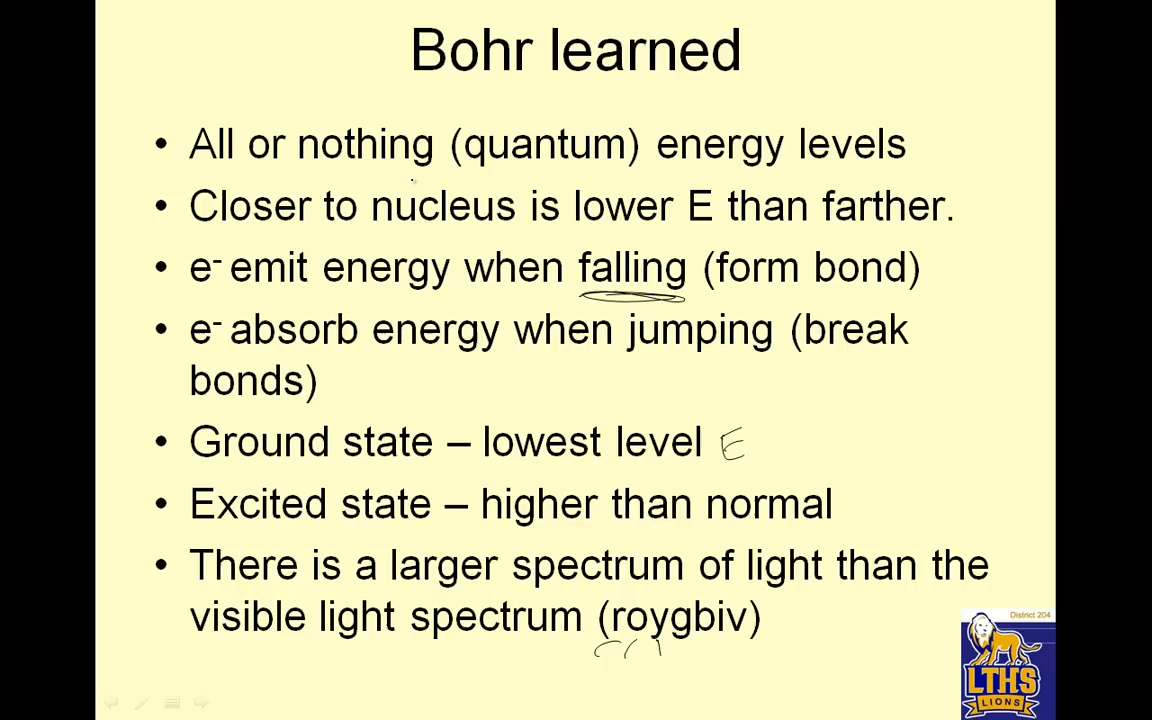 Bohr learned
• All or nothing (quantum) energy levels
• Closer to nucleus is lower E than farther.
• e- emit energy when falling (form bond)
• e- absorb energy when jumping (break
bonds)
• Ground state – lowest level E
• Excited state – higher than normal
• There is a larger spectrum of light than the
visible light spectrum (roygbiv)
District 204
LTHS
LIONS